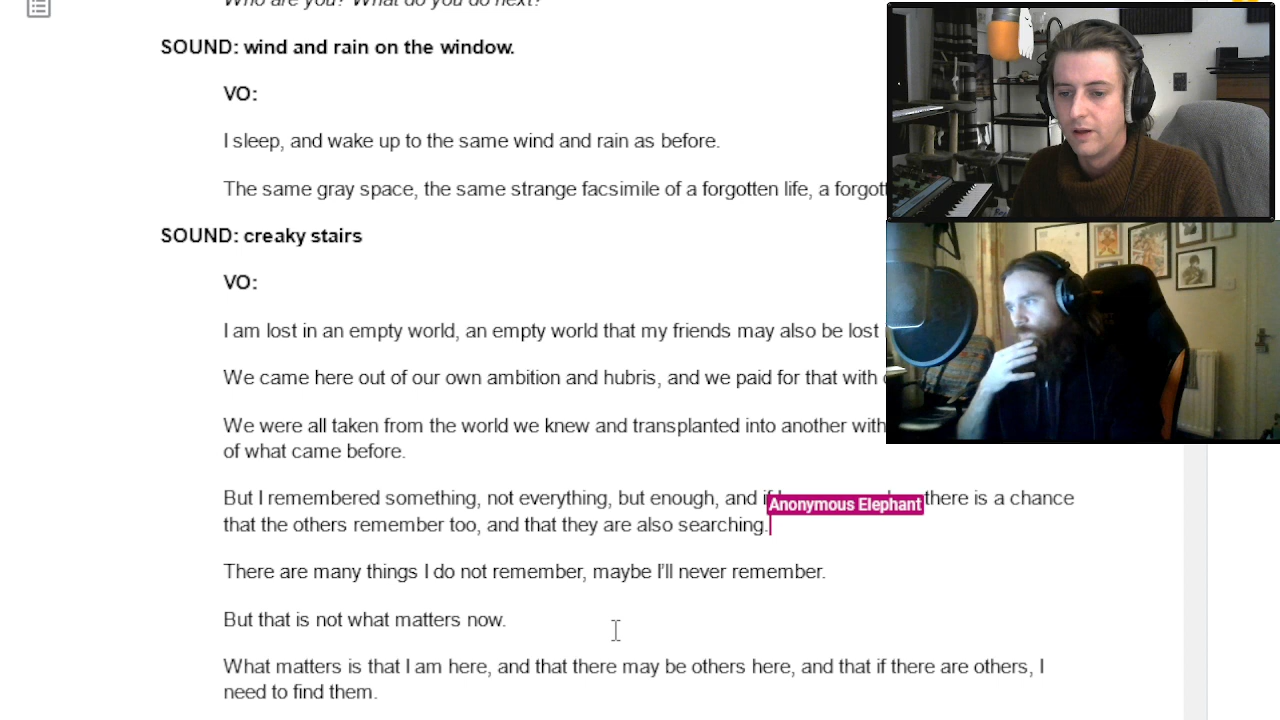 Who are you? What do you do next?
SOUND: wind and rain on the window.
VO:
I sleep, and wake up to the same wind and rain as before.
The same gray space, the same strange facsimile of a forgotten life, a
SOUND: creaky stairs
VO:
I am lost in an empty world, an empty world that my friends may also be lost
We came here out of our own ambition and hubris, and we paid for that with
We were all taken from the world we knew and transplanted into another with
of what came before.
But I remembered something, not everything, but enough, and there is a chance
Anonymous Elephant
that the others remember too, and that they are also searching.
There are many things I do not remember, maybe I'll never remember.
But that is not what matters now.
What matters is that I am here, and that there may be others here, and that if there are others, I
need to find them.